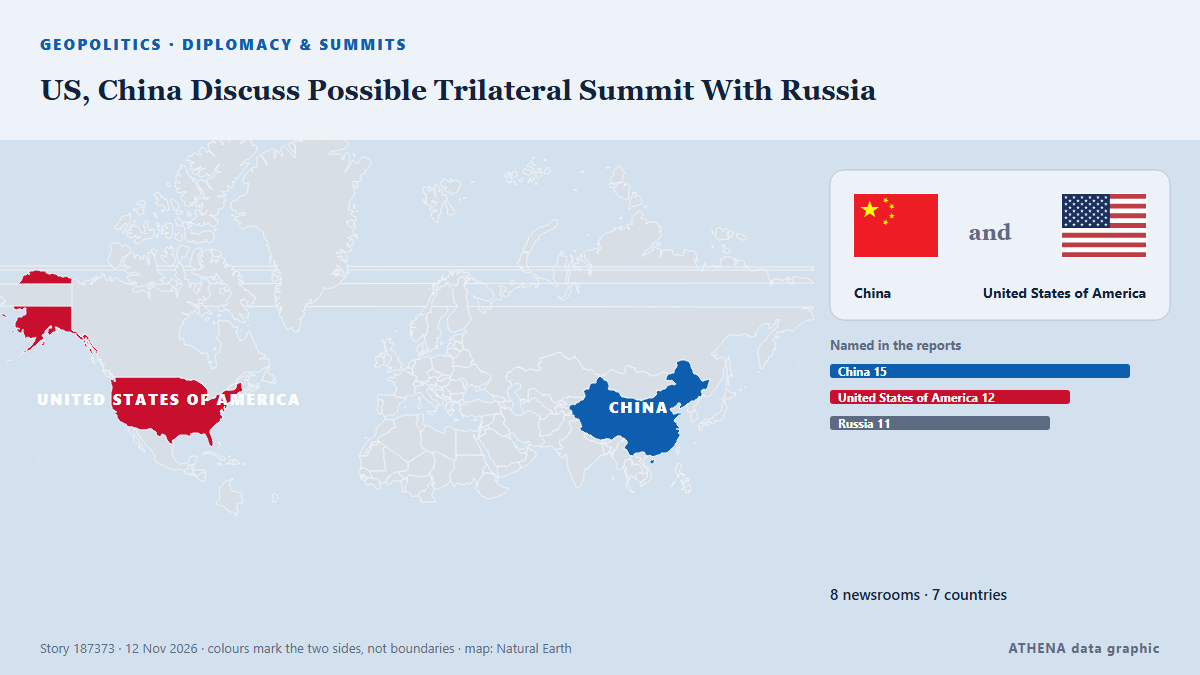 GEOPOLITICS · DIPLOMACY & SUMMITS
US, China Discuss Possible Trilateral Summit With Russia
and
China
United States of America
Named in the reports
China 15
United States of America 12
Russia 11
UNITED STATES OF AMERICA
CHINA
8 newsrooms · 7 countries
Story 187373 · 12 Nov 2026 · colours mark the two sides, not boundaries · map: Natural Earth
ATHENA data graphic